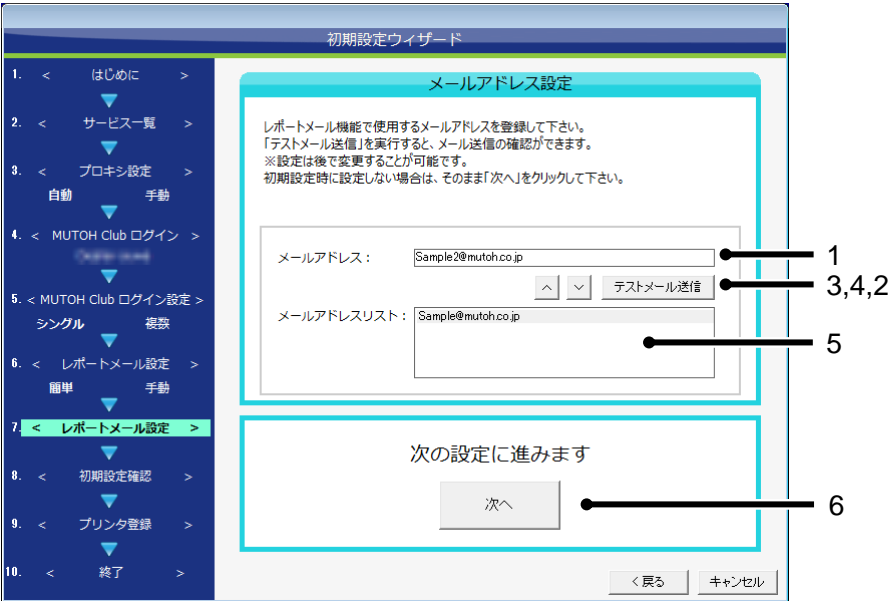 初期設定ウィザード
1. < はじめに >
2. < サービス一覧 >
3. < プロキシ設定 >
自動 手動
4. < MUTOH Club ログイン >
5. < MUTOH Club ログイン設定 >
シングル 複数
6. < レポートメール設定 >
簡単 手動
7. < レポートメール設定 >
8. < 初期設定確認 >
9. < プリンタ登録 >
10. < 終了 >
メールアドレス設定
レポートメール機能で使用するメールアドレスを登録して下さい。
「テストメール送信」を実行すると、メール送信の確認ができます。
※設定は後で変更することが可能です。
初期設定時に設定しない場合は、そのまま「次へ」をクリックして下さい。
メールアドレス： Sample2@mutoh.co.jp 1
テストメール送信 3,4,2
メールアドレスリスト： Sample@mutoh.co.jp
5
次の設定に進みます
次へ 6
< 戻る キャンセル